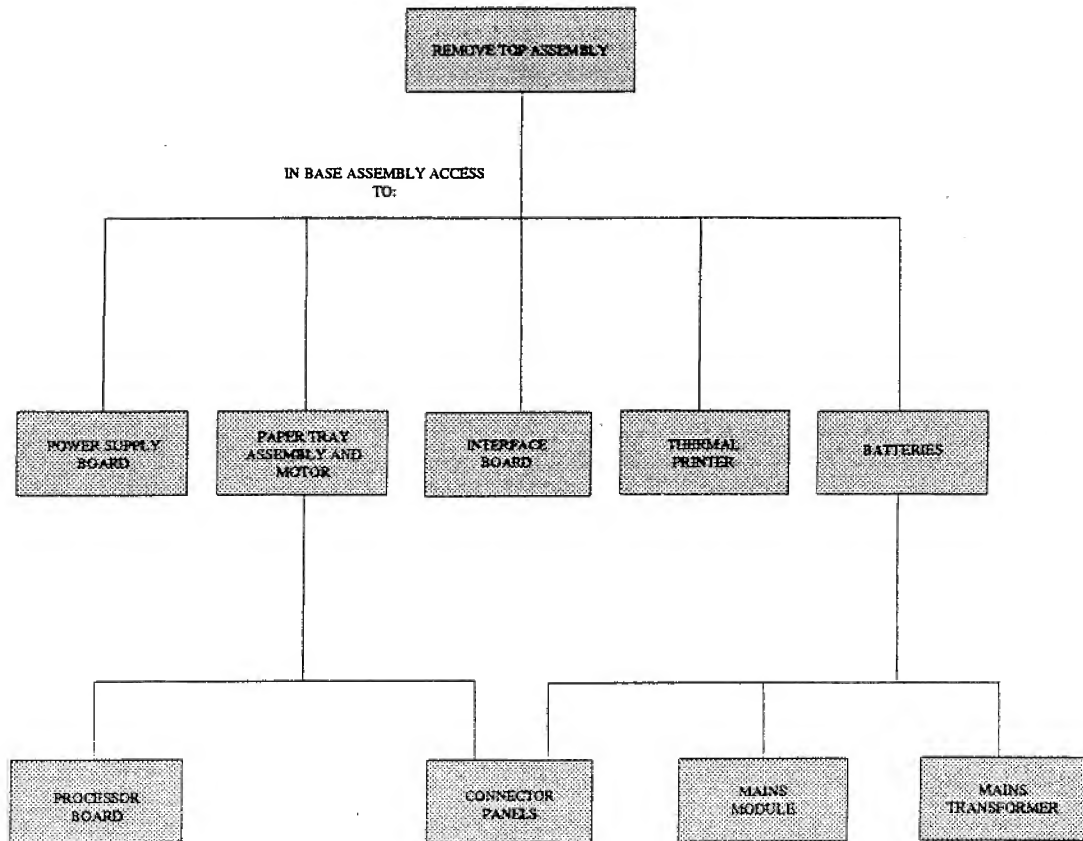 REMOVE TOP ASSEMBLY
IN BASE ASSEMBLY ACCESS
TO:
POWER SUPPLY
BOARD
PAPER TRAY
ASSEMBLY AND
MOTOR
INTERFACE
BOARD
THERMAL
PRINTER
BATTERIES
PROCESSOR
BOARD
CONNECTOR
PANELS
MAINS
MODULE
MAINS
TRANSFORMER